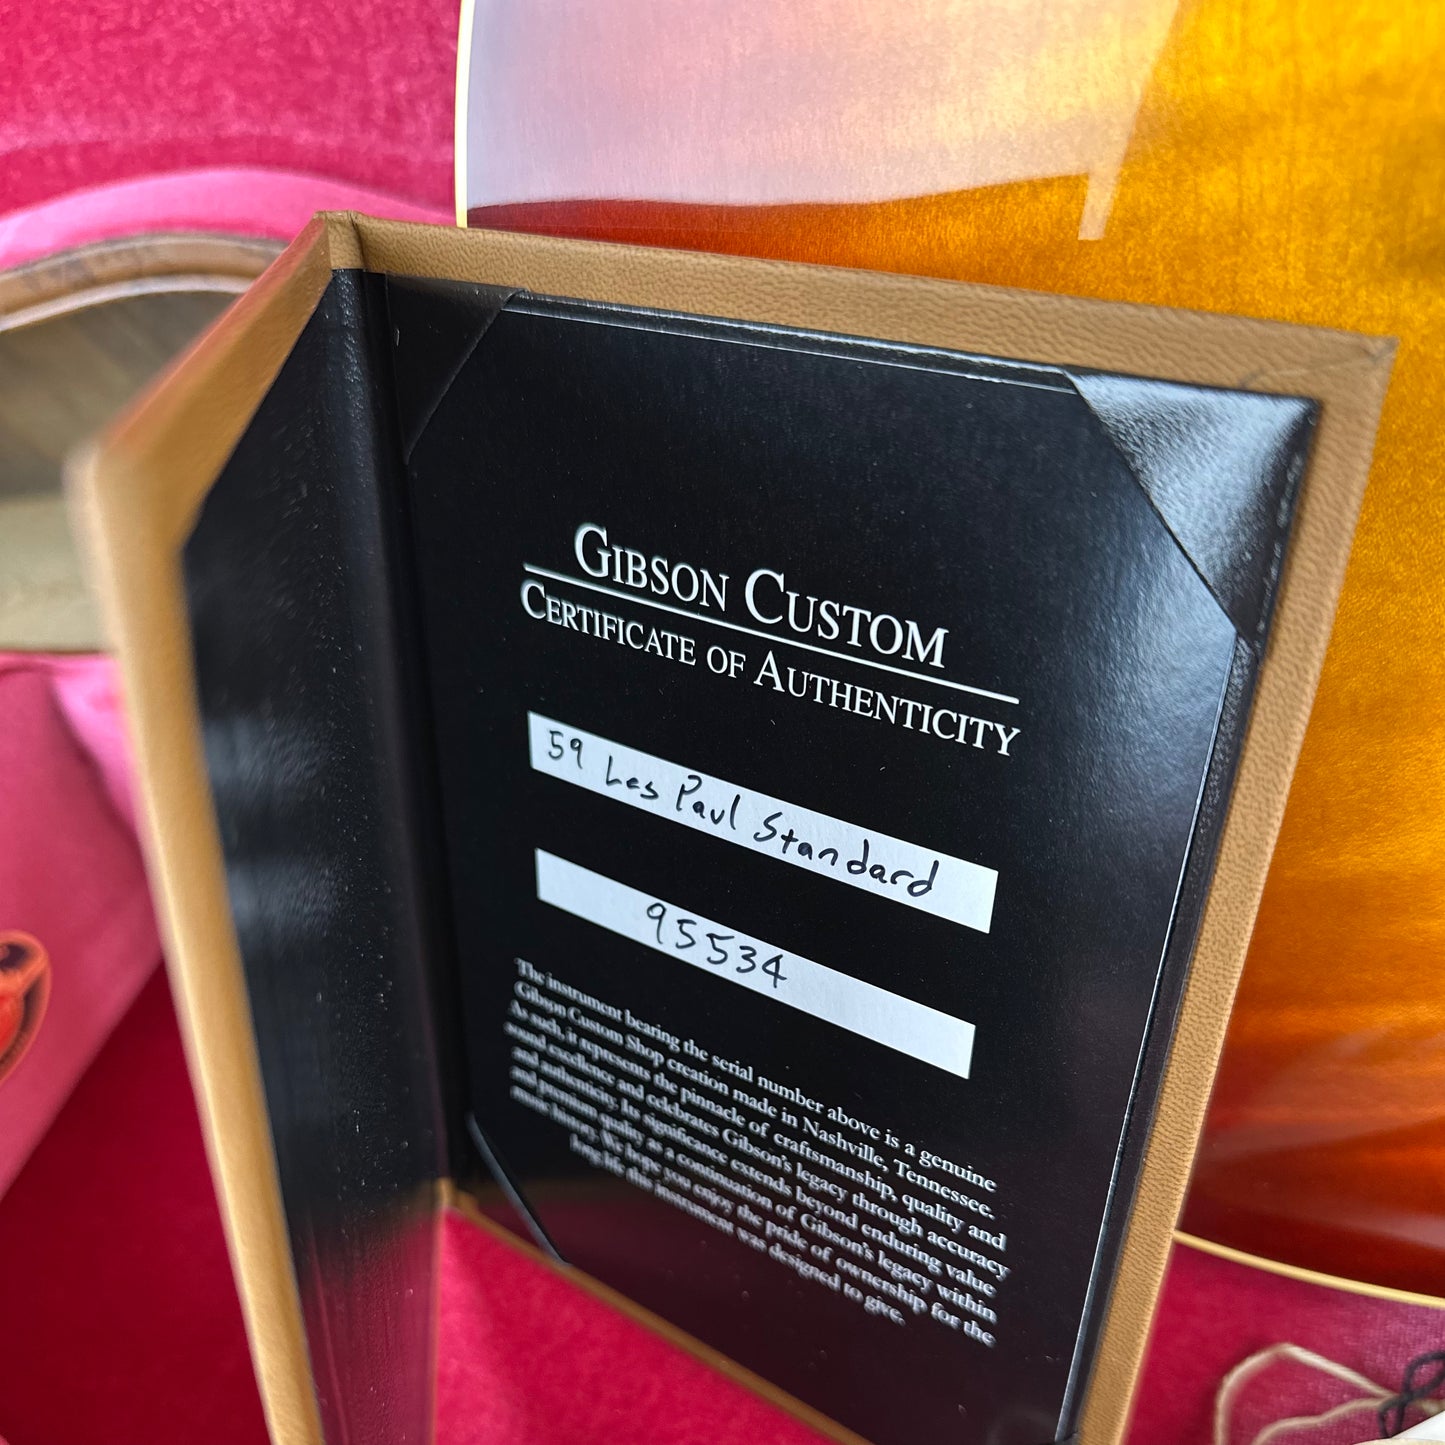 GIBSON CUSTOM
CERTIFICATE OF AUTHENTICITY
59 Les Paul Standard
95534
The instrument bearing the serial number above is a genuine
Gibson Custom Shop creation made in Nashville, Tennessee.
As such, it represents the pinnacle of craftsmanship, quality and
sound excellence and celebrates Gibson's legacy through accuracy
and authenticity. Its significance extends beyond enduring value
and premium quality as a continuation of Gibson's legacy within
music history. We hope you enjoy the pride of ownership for the
long life this instrument was designed to give.